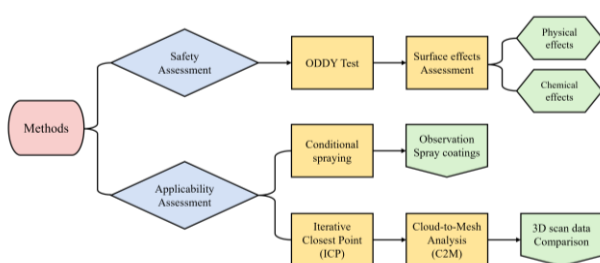 Methods
Safety
Assessment
ODDY Test
Surface effects
Assessment
Physical
effects
Chemical
effects
Applicability
Assessment
Conditional
spraying
Observation
Spray coatings
Iterative
Closest Point
(ICP)
Cloud-to-Mesh
Analysis
(C2M)
3D scan data
Comparison